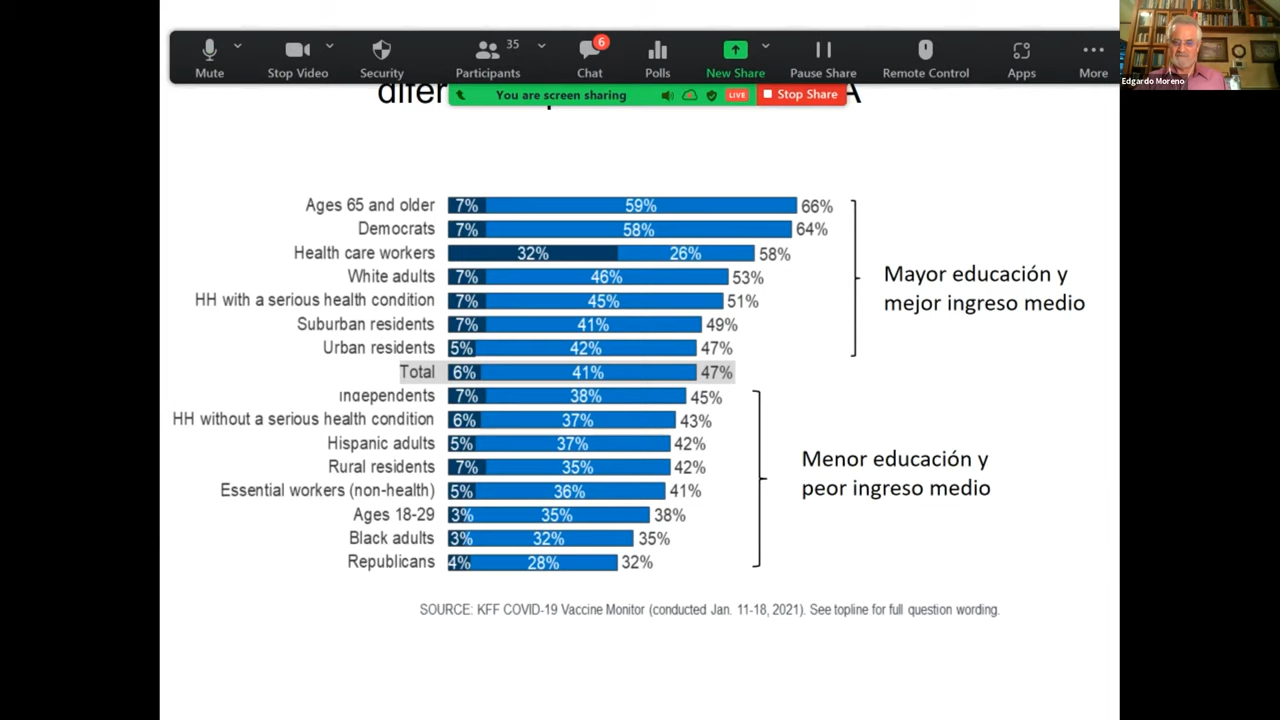 35
6
Mute
Stop Video
Security
Participants
Chat
Polls
New Share
Pause Share
Remote Control
Apps
More
Edgardo Moreno
You are screen sharing
LIVE
Stop Share
Ages 65 and older 7% 59% 66%
Democrats 7% 58% 64%
Health care workers 32% 26% 58%
White adults 7% 46% 53%
HH with a serious health condition 7% 45% 51%
Suburban residents 7% 41% 49%
Urban residents 5% 42% 47%
Mayor educación y
mejor ingreso medio
Total 6% 41% 47%
Independents 7% 38% 45%
HH without a serious health condition 6% 37% 43%
Hispanic adults 5% 37% 42%
Rural residents 7% 35% 42%
Essential workers (non-health) 5% 36% 41%
Ages 18-29 3% 35% 38%
Black adults 3% 32% 35%
Republicans 4% 28% 32%
Menor educación y
peor ingreso medio
SOURCE: KFF COVID-19 Vaccine Monitor (conducted Jan. 11-18, 2021). See topline for full question wording.